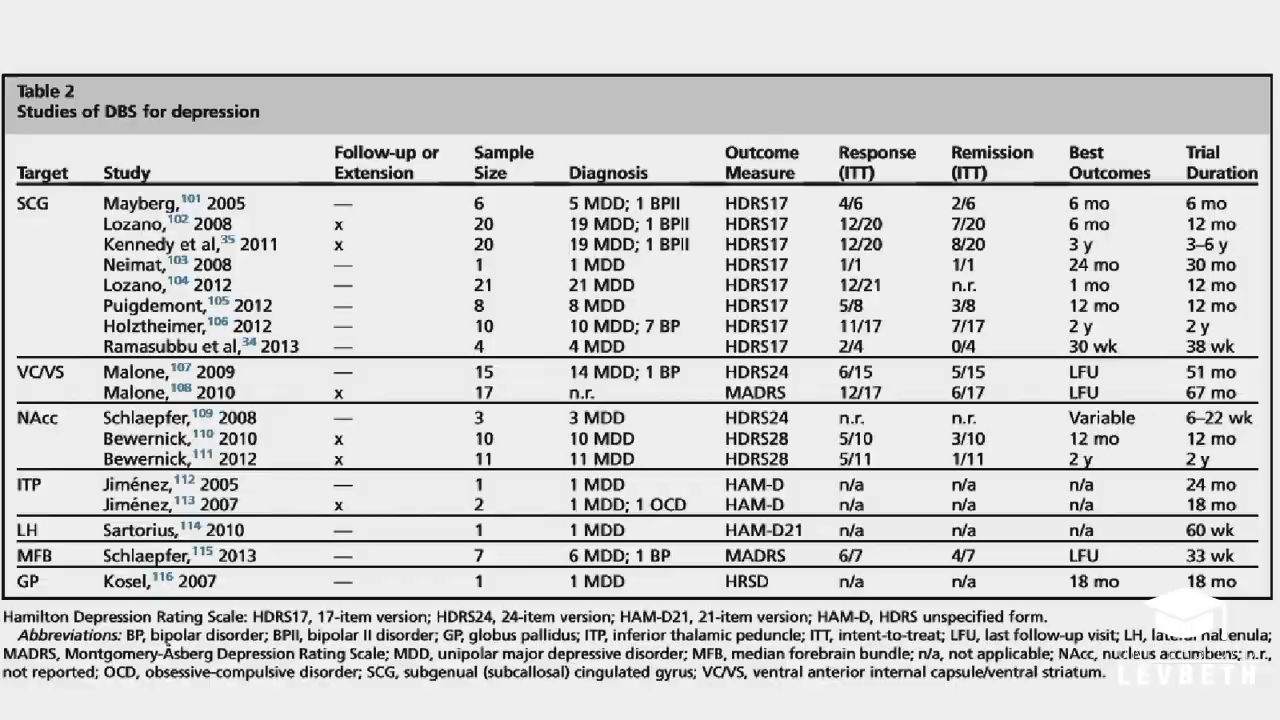 Table 2
Studies of DBS for depression
Target Study Follow-up or Extension Sample Size Diagnosis Outcome Measure Response (ITT) Remission (ITT) Best Outcomes Trial Duration
SCG Mayberg,101 2005 — 6 5 MDD; 1 BPII HDRS17 4/6 2/6 6 mo 6 mo
Lozano,102 2008 x 20 19 MDD; 1 BPII HDRS17 12/20 7/20 6 mo 12 mo
Kennedy et al,35 2011 x 20 19 MDD; 1 BPII HDRS17 12/20 8/20 3 y 3–6 y
Neimat,103 2008 — 1 1 MDD HDRS17 1/1 1/1 24 mo 30 mo
Lozano,104 2012 — 21 21 MDD HDRS17 12/21 n.r. 1 mo 12 mo
Puigdemont,105 2012 — 8 8 MDD HDRS17 5/8 3/8 12 mo 12 mo
Holztheimer,106 2012 — 10 10 MDD; 7 BP HDRS17 11/17 7/17 2 y 2 y
Ramasubbu et al,34 2013 — 4 4 MDD HDRS17 2/4 0/4 30 wk 38 wk
VC/VS Malone,107 2009 — 15 14 MDD; 1 BP HDRS24 6/15 5/15 LFU 51 mo
Malone,108 2010 x 17 n.r. MADRS 12/17 6/17 LFU 67 mo
NAcc Schlaepfer,109 2008 — 3 3 MDD HDRS24 n.r. n.r. Variable 6–22 wk
Bewernick,110 2010 x 10 10 MDD HDRS28 5/10 3/10 12 mo 12 mo
Bewernick,111 2012 x 11 11 MDD HDRS28 5/11 1/11 2 y 2 y
ITP Jiménez,112 2005 — 1 1 MDD HAM-D n/a n/a n/a 24 mo
Jiménez,113 2007 x 2 1 MDD; 1 OCD HAM-D n/a n/a n/a 18 mo
LH Sartorius,114 2010 — 1 1 MDD HAM-D21 n/a n/a n/a 60 wk
MFB Schlaepfer,115 2013 — 7 6 MDD; 1 BP MADRS 6/7 4/7 LFU 33 wk
GP Kosel,116 2007 — 1 1 MDD HRSD n/a n/a 18 mo 18 mo
Hamilton Depression Rating Scale: HDRS17, 17-item version; HDRS24, 24-item version; HAM-D21, 21-item version; HAM-D, HDRS unspecified form.
Abbreviations: BP, bipolar disorder; BPII, bipolar II disorder; GP, globus pallidus; ITP, inferior thalamic peduncle; ITT, intent-to-treat; LFU, last follow-up visit; LH, lateral habenula;
MADRS, Montgomery-Åsberg Depression Rating Scale; MDD, unipolar major depressive disorder; MFB, median forebrain bundle; n/a, not applicable; NAcc, nucleus accumbens; n.r.,
not reported; OCD, obsessive-compulsive disorder; SCG, subgenual (subcallosal) cingulated gyrus; VC/VS, ventral anterior internal capsule/ventral striatum.
LEVBETH